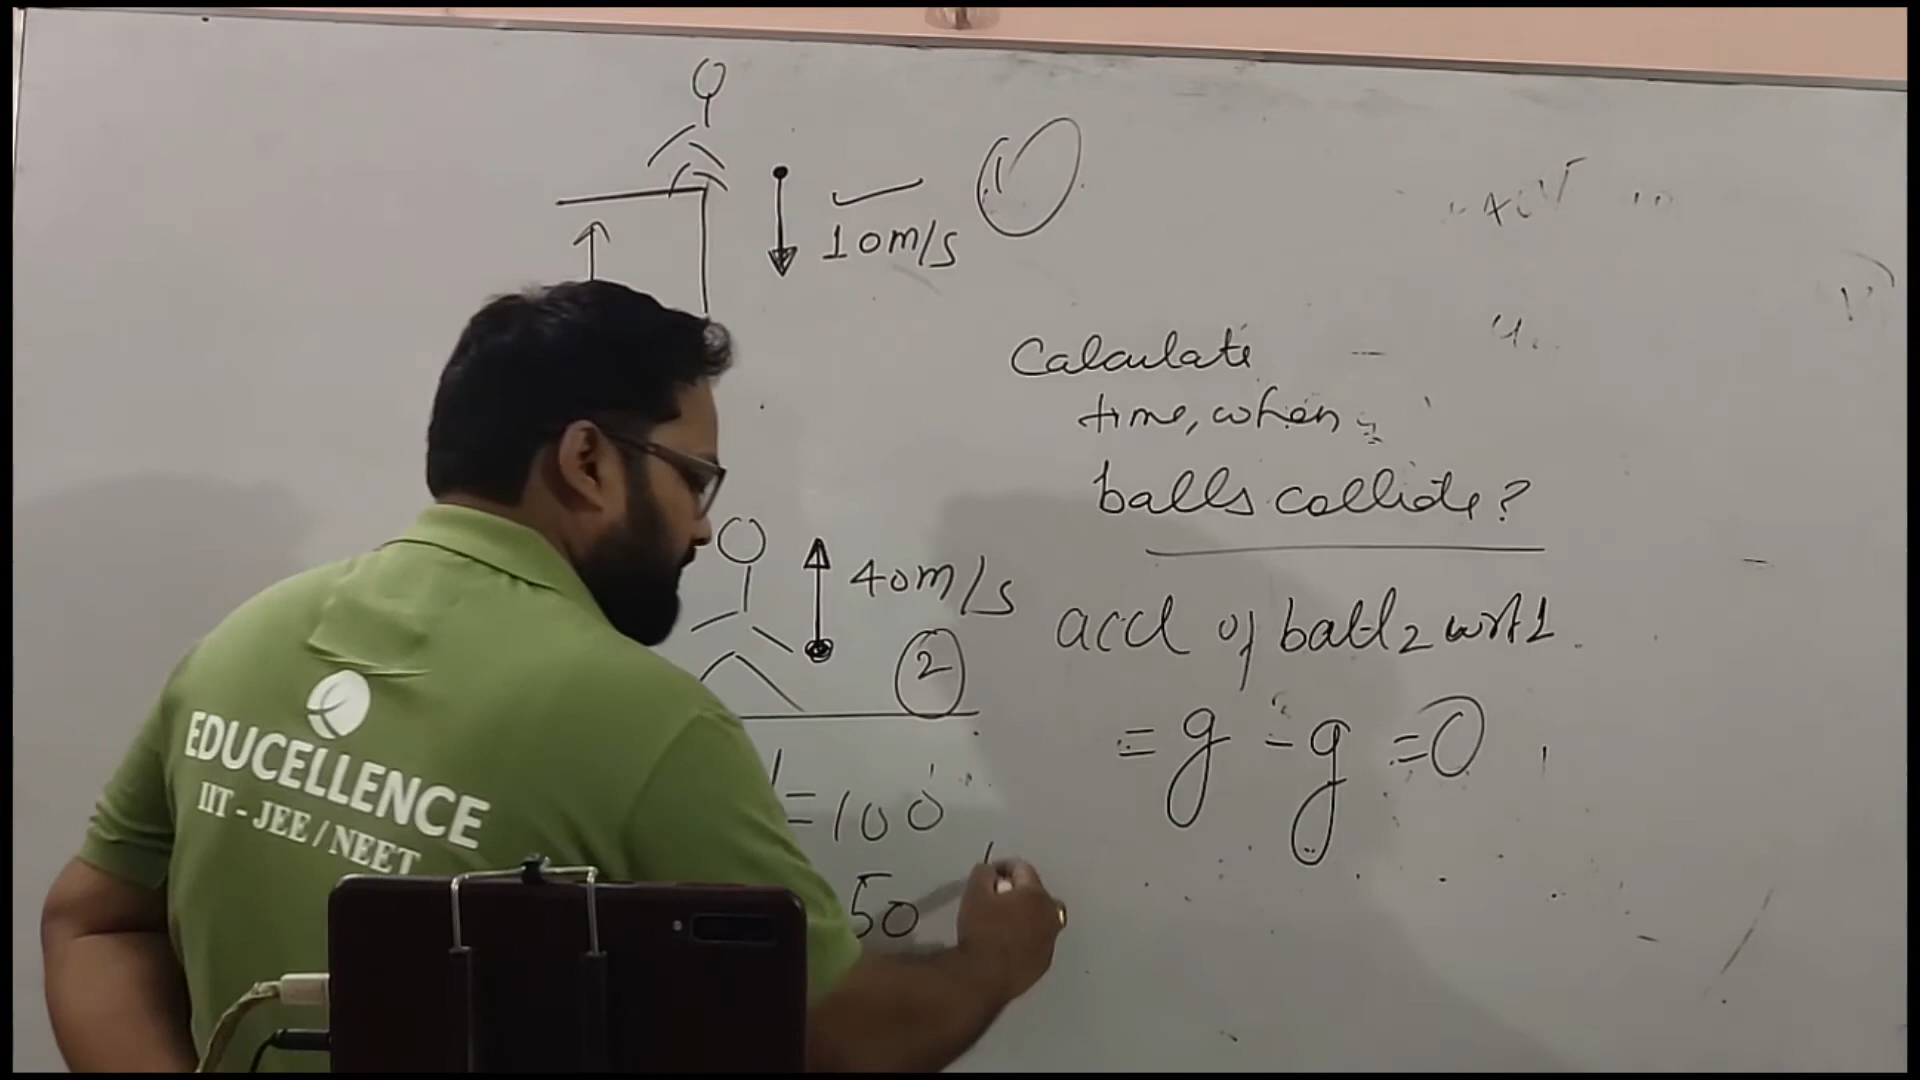 1
10m/s
Calculate
time, when
balls collide?
40m/s
2
accl of ball 2 wrt 1
= g - g = 0
EDUCELLENCE
IIT - JEE / NEET
=100
50